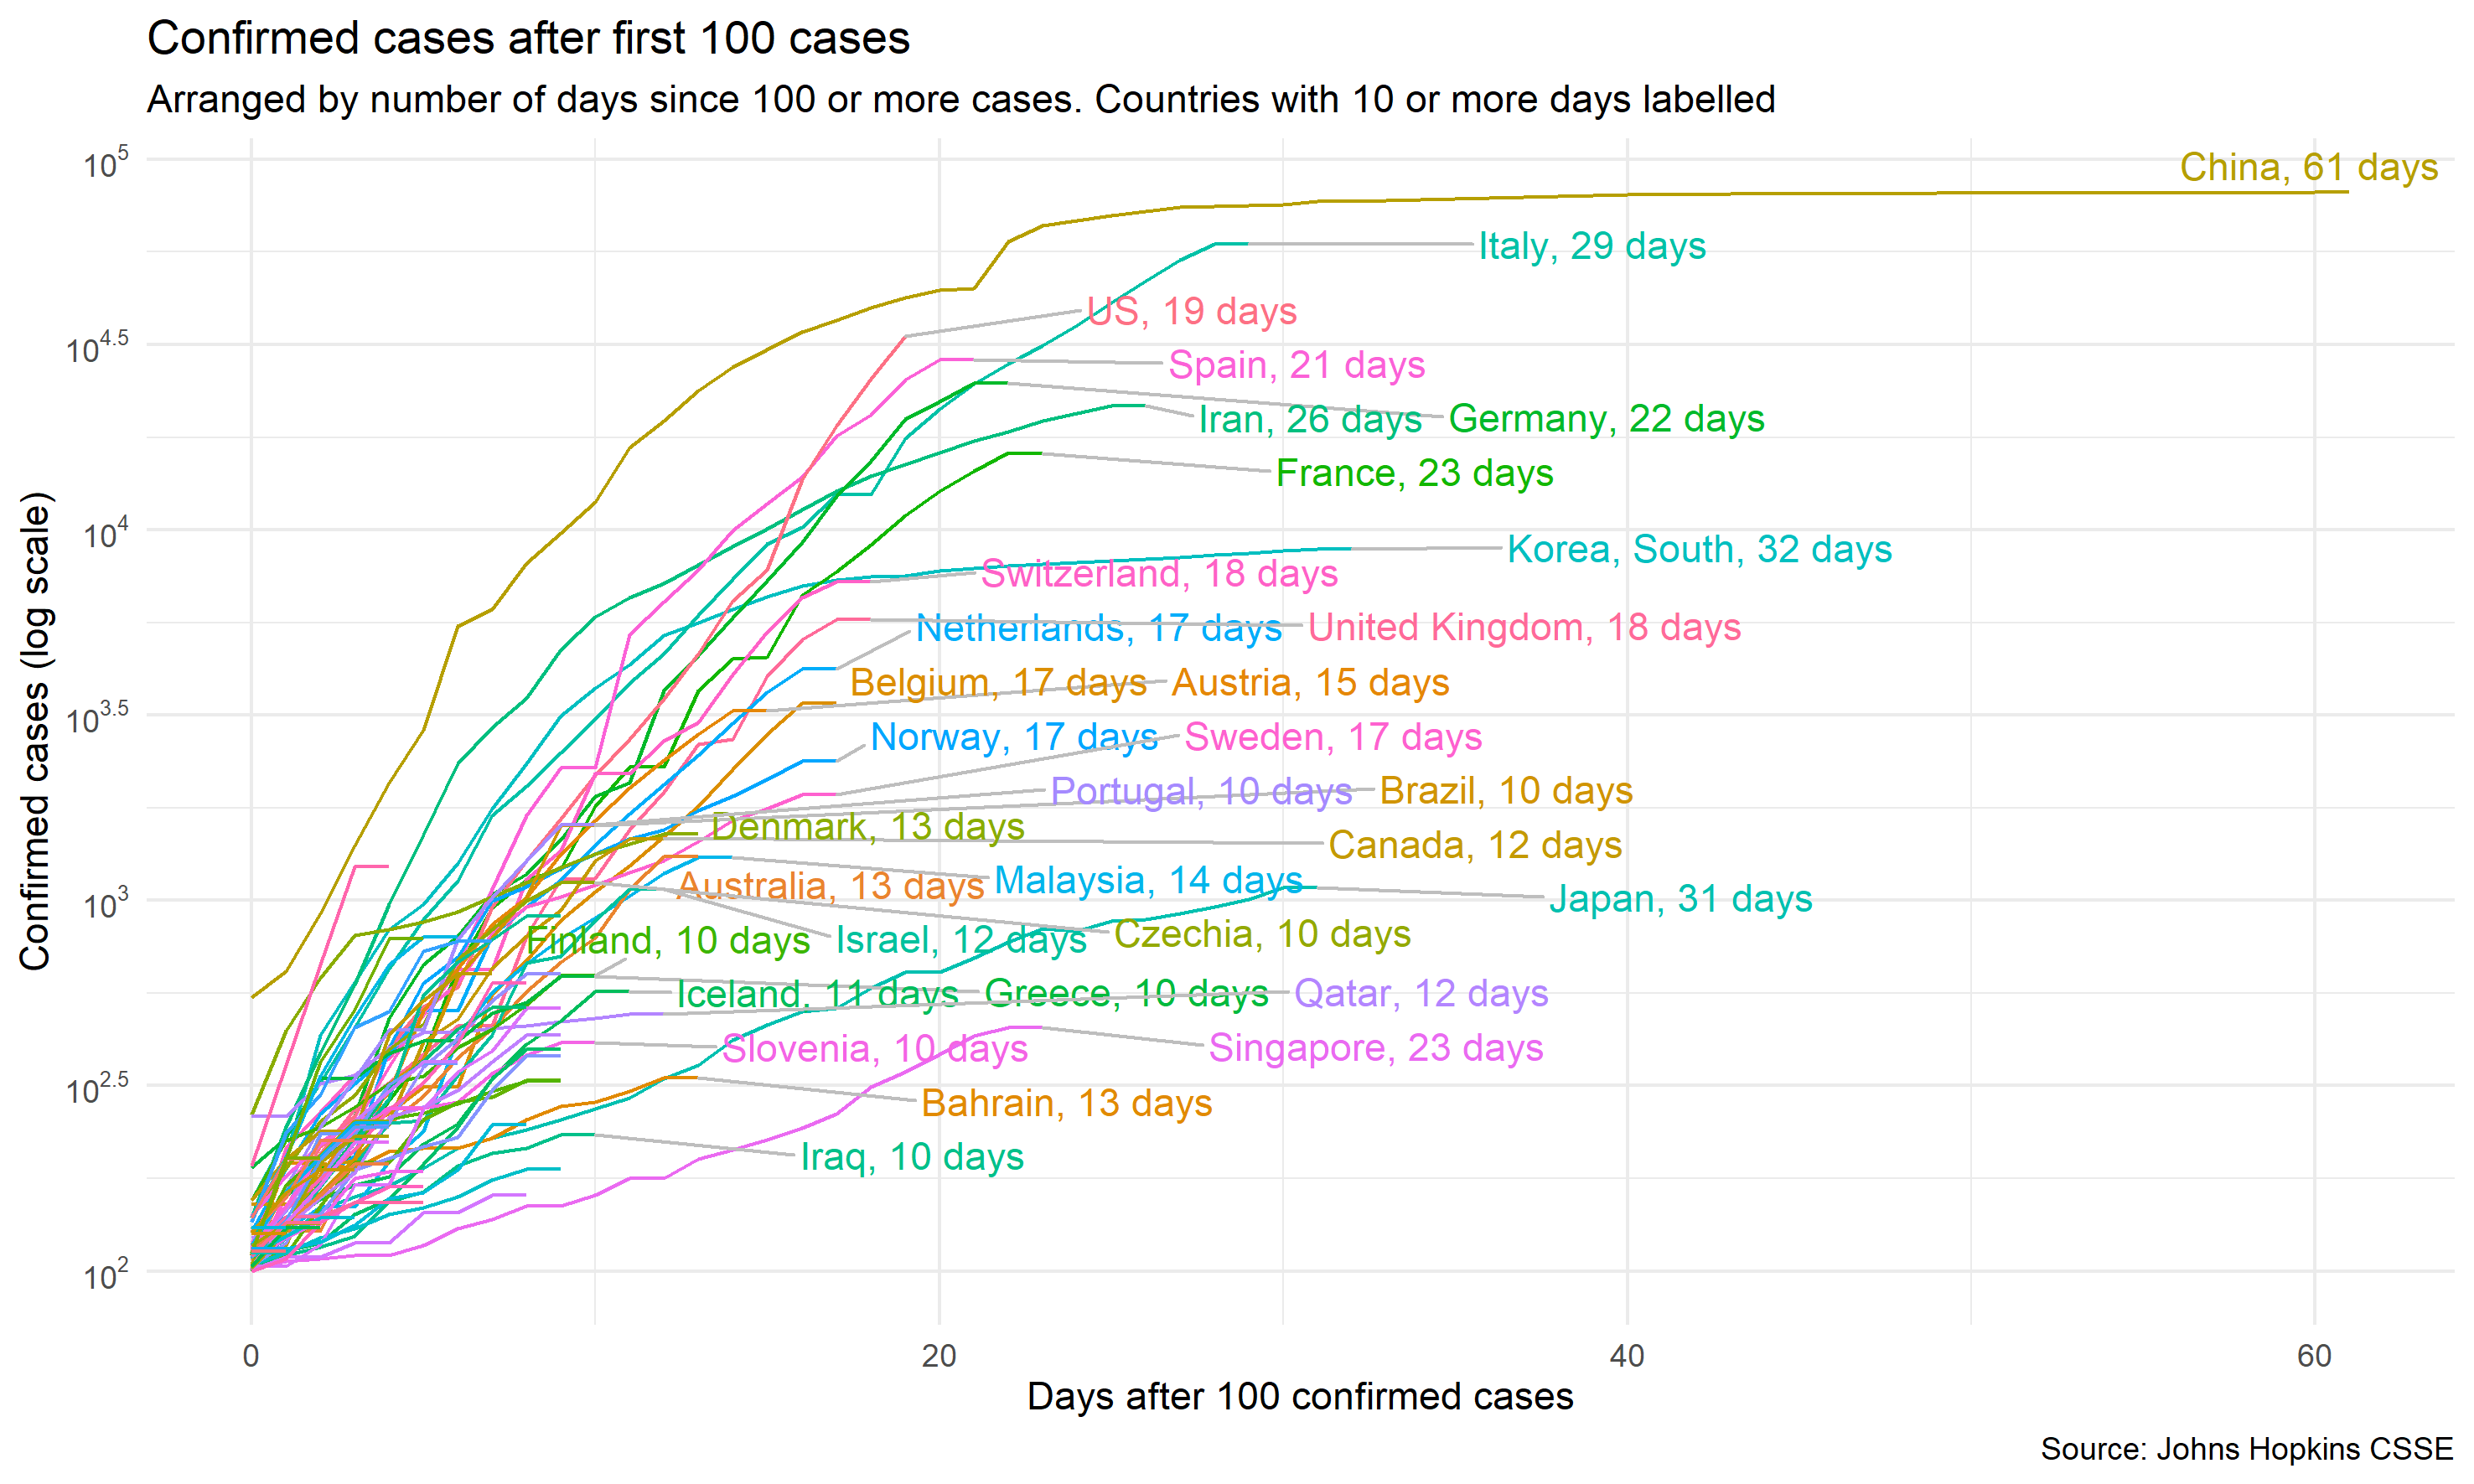 Confirmed cases after first 100 cases
Arranged by number of days since 100 or more cases. Countries with 10 or more days labelled
10^5
10^4.5
10^4
10^3.5
10^3
10^2.5
10^2
Confirmed cases (log scale)
China, 61 days
Italy, 29 days
US, 19 days
Spain, 21 days
Iran, 26 days
Germany, 22 days
France, 23 days
Korea, South, 32 days
Switzerland, 18 days
Netherlands, 17 days
United Kingdom, 18 days
Belgium, 17 days
Austria, 15 days
Norway, 17 days
Sweden, 17 days
Portugal, 10 days
Brazil, 10 days
Denmark, 13 days
Canada, 12 days
Australia, 13 days
Malaysia, 14 days
Japan, 31 days
Finland, 10 days
Israel, 12 days
Czechia, 10 days
Iceland, 11 days
Greece, 10 days
Qatar, 12 days
Slovenia, 10 days
Singapore, 23 days
Bahrain, 13 days
Iraq, 10 days
0
20
40
60
Days after 100 confirmed cases
Source: Johns Hopkins CSSE